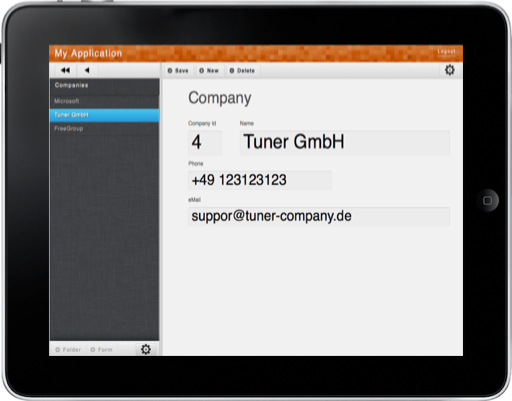 My Application
Logout
Save New Delete
Companies
Microsoft
Tuner GmbH
FreeGroup
Company
Company Id Name
4 Tuner GmbH
Phone
+49 123123123
eMail
suppor@tuner-company.de
Folder Form